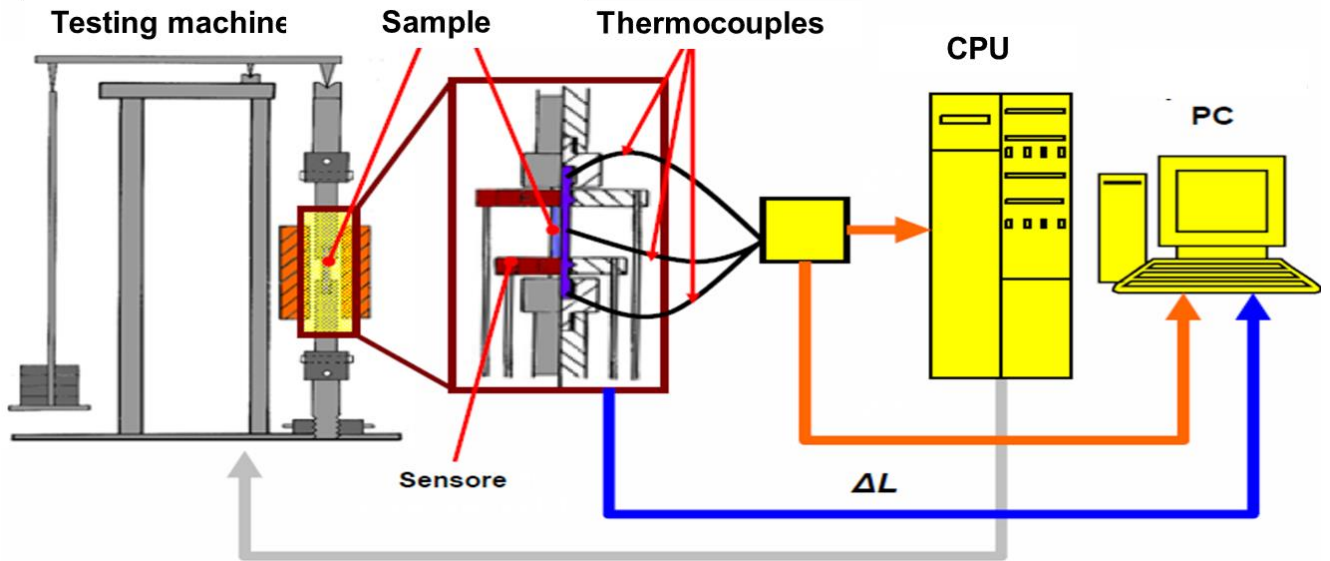 Testing machine
Sample
Thermocouples
CPU
PC
Sensore
ΔL